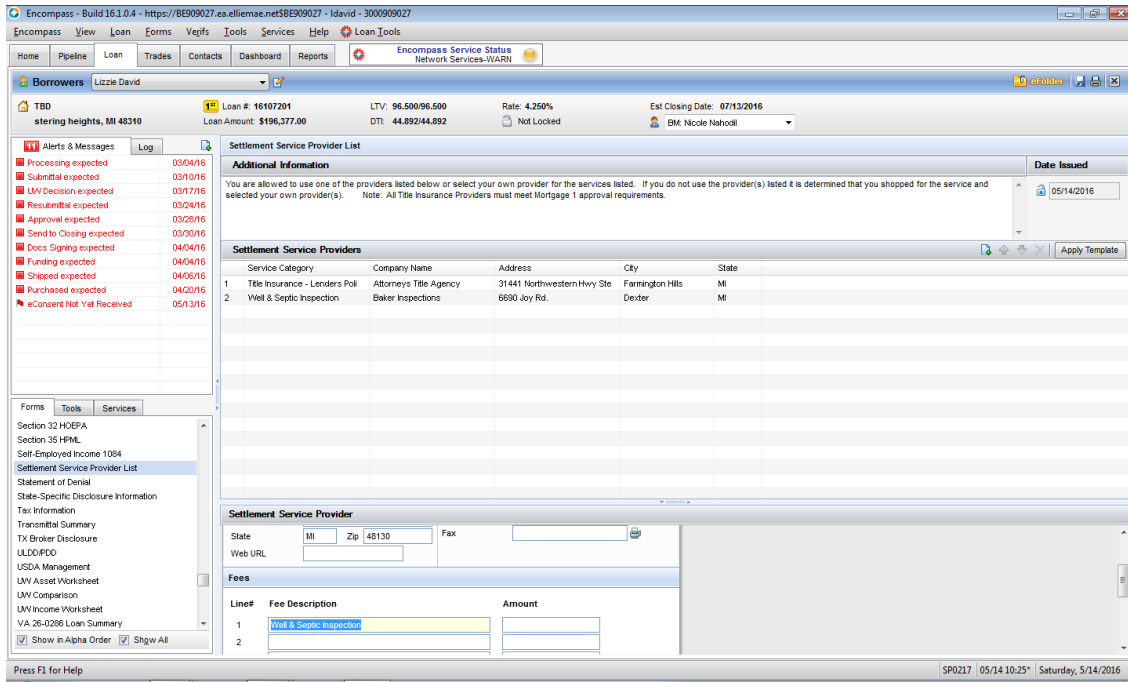 Encompass - Build 16.1.0.4 - https://BE909027.ea.elliemae.net$BE909027 - ldavid - 3000909027
Encompass View Loan Forms Verifs Tools Services Help Loan Tools
Home Pipeline Loan Trades Contacts Dashboard Reports
Encompass Service Status
Network Services-WARN
Borrowers Lizzie David
eFolder
TBD
stering heights, MI 48310
1st Loan #: 16107201
Loan Amount: $196,377.00
LTV: 96.500/96.500
DTI: 44.892/44.892
Rate: 4.250%
Not Locked
Est Closing Date: 07/13/2016
BM: Nicole Nahodil
11 Alerts & Messages Log
Processing expected 03/04/16
Submittal expected 03/10/16
UW Decision expected 03/17/16
Resubmittal expected 03/24/16
Approval expected 03/28/16
Send to Closing expected 03/30/16
Docs Signing expected 04/04/16
Funding expected 04/04/16
Shipped expected 04/06/16
Purchased expected 04/20/16
eConsent Not Yet Received 05/13/16
Forms Tools Services
Section 32 HOEPA
Section 35 HPML
Self-Employed Income 1084
Settlement Service Provider List
Statement of Denial
State-Specific Disclosure Information
Tax Information
Transmittal Summary
TX Broker Disclosure
ULDD/PDD
USDA Management
UW Asset Worksheet
UW Comparison
UW Income Worksheet
VA 26-0286 Loan Summary
Show in Alpha Order Show All
Settlement Service Provider List
Additional Information
You are allowed to use one of the providers listed below or select your own provider for the services listed. If you do not use the provider(s) listed it is determined that you shopped for the service and
selected your own provider(s). Note: All Title Insurance Providers must meet Mortgage 1 approval requirements.
Date Issued
05/14/2016
Settlement Service Providers
Apply Template
Service Category Company Name Address City State
1 Title Insurance - Lenders Poli Attorneys Title Agency 31441 Northwestern Hwy Ste Farmington Hills MI
2 Well & Septic Inspection Baker Inspections 6690 Joy Rd. Dexter MI
Settlement Service Provider
State MI Zip 48130 Fax
Web URL
Fees
Line# Fee Description Amount
1 Well & Septic Inspection
2
Press F1 for Help
SP0217 05/14 10:25* Saturday, 5/14/2016